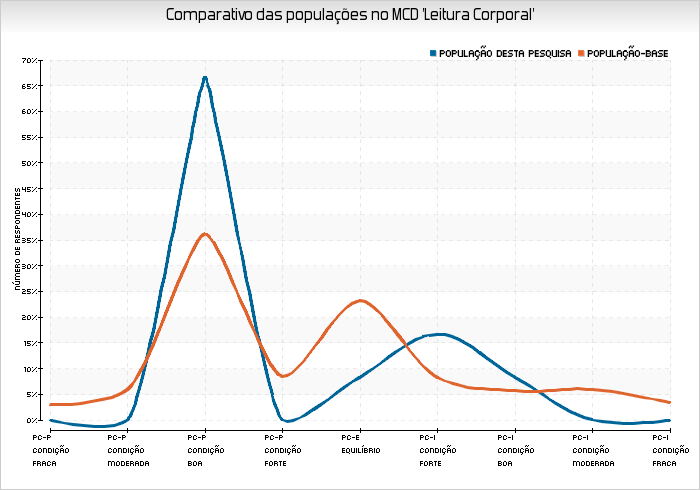 Comparativo das populações no MCD 'Leitura Corporal'
POPULAÇÃO DESTA PESQUISA POPULAÇÃO-BASE
NÚMERO DE RESPONDENTES
70%
65%
60%
55%
50%
45%
40%
35%
30%
25%
20%
15%
10%
5%
0%
PC-P
CONDIÇÃO
FRACA
PC-P
CONDIÇÃO
MODERADA
PC-P
CONDIÇÃO
BOA
PC-P
CONDIÇÃO
FORTE
PC-E
EQUILÍBRIO
PC-I
CONDIÇÃO
FORTE
PC-I
CONDIÇÃO
BOA
PC-I
CONDIÇÃO
MODERADA
PC-I
CONDIÇÃO
FRACA